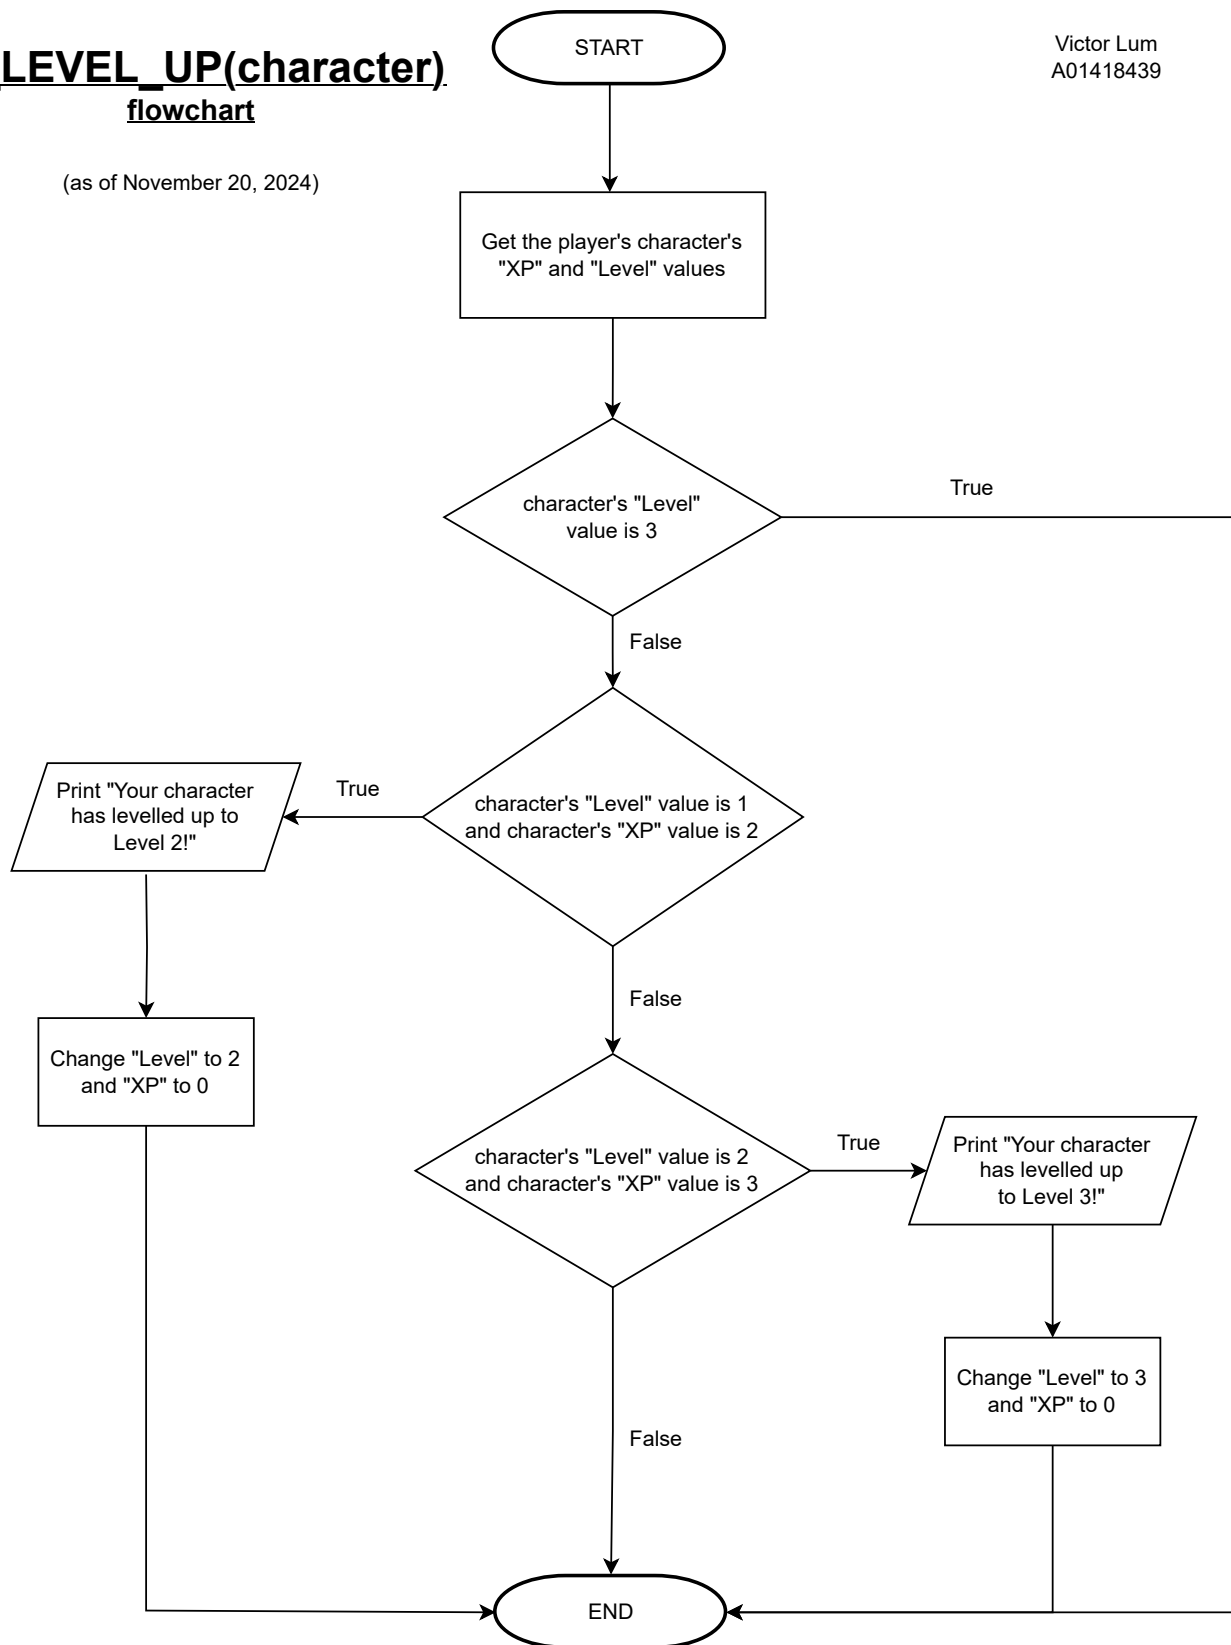 LEVEL_UP(character)
flowchart
(as of November 20, 2024)
START
Victor Lum
A01418439
Get the player's character's
"XP" and "Level" values
character's "Level"
value is 3
True
False
character's "Level" value is 1
and character's "XP" value is 2
True
Print "Your character
has levelled up to
Level 2!"
False
Change "Level" to 2
and "XP" to 0
character's "Level" value is 2
and character's "XP" value is 3
True
Print "Your character
has levelled up
to Level 3!"
Change "Level" to 3
and "XP" to 0
False
END